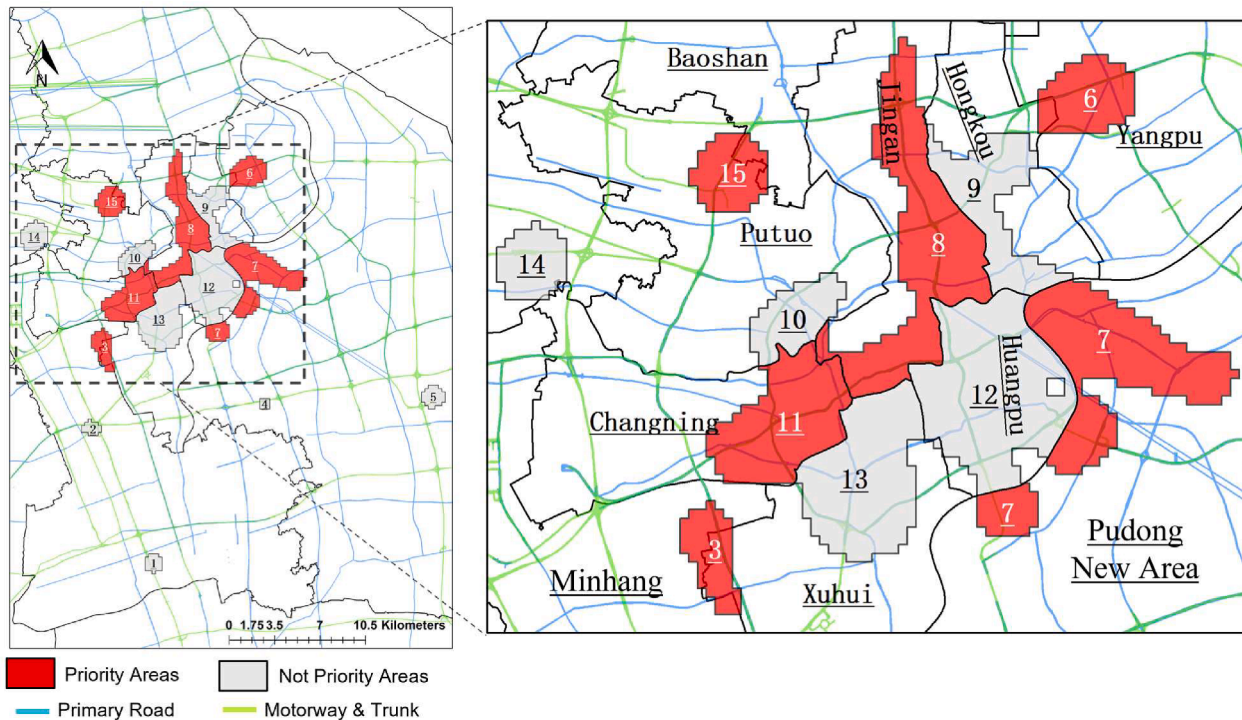 N
6
15
9
14
8
10
7
12
11
13
7
3
5
4
2
1
0 1.75 3.5 7 10.5 Kilometers
Baoshan
Jingan
Hongkou
6
Yangpu
15
9
Putuo
8
14
10
7
Huangpu
12
Changning
11
13
7
3
Pudong
New Area
Minhang
Xuhui
Priority Areas
Not Priority Areas
Primary Road
Motorway & Trunk